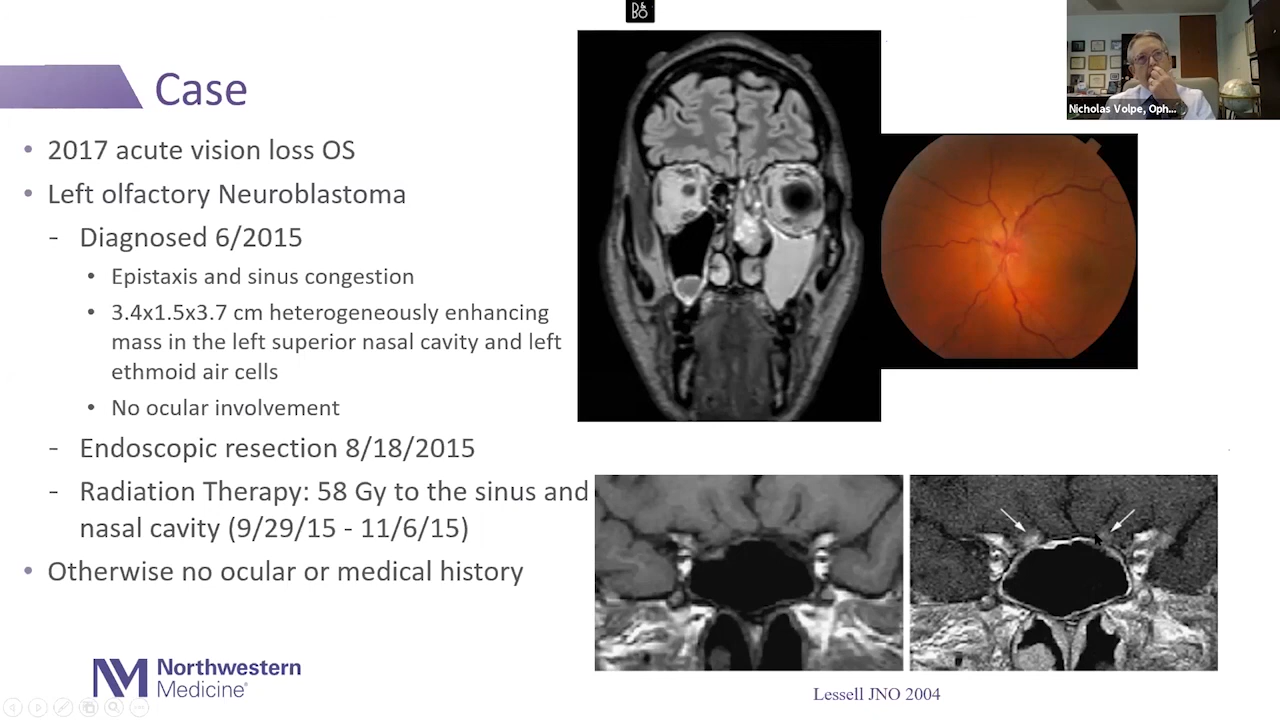 B&O
Nicholas Volpe, Oph...
Case
• 2017 acute vision loss OS
• Left olfactory Neuroblastoma
- Diagnosed 6/2015
• Epistaxis and sinus congestion
• 3.4x1.5x3.7 cm heterogeneously enhancing
mass in the left superior nasal cavity and left
ethmoid air cells
• No ocular involvement
- Endoscopic resection 8/18/2015
- Radiation Therapy: 58 Gy to the sinus and
nasal cavity (9/29/15 - 11/6/15)
• Otherwise no ocular or medical history
NM Northwestern
Medicine®
Lessell JNO 2004